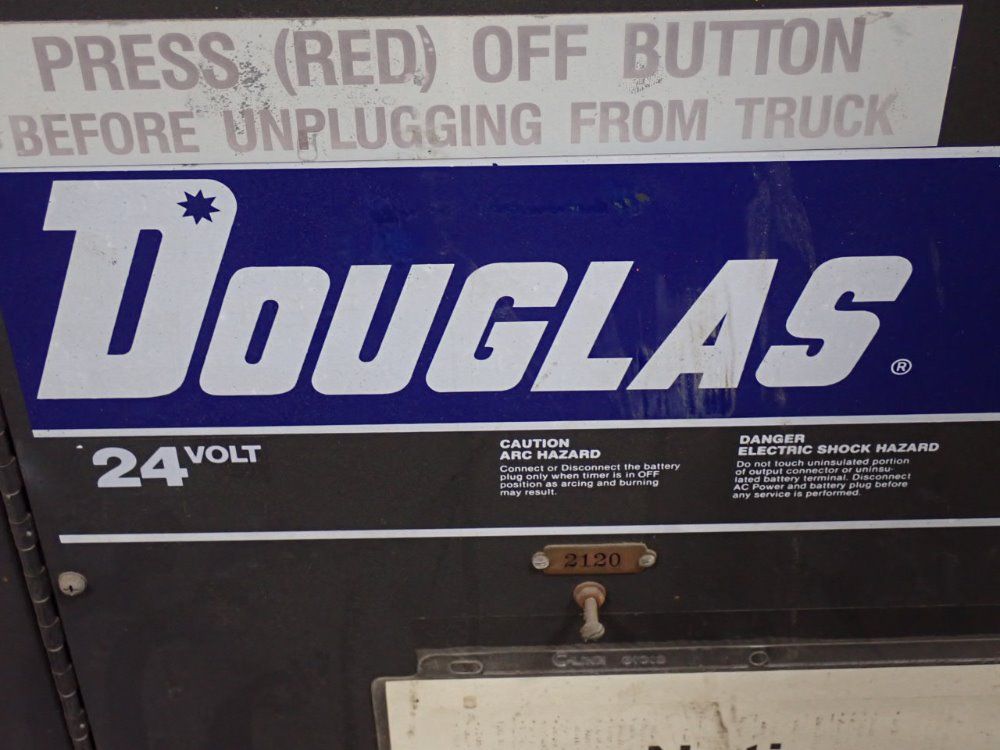 PRESS (RED) OFF BUTTON
BEFORE UNPLUGGING FROM TRUCK
DOUGLAS®
24 VOLT
CAUTION
ARC HAZARD
Connect or Disconnect the battery
plug only when timer is in OFF
position as arcing and burning
may result.
DANGER
ELECTRIC SHOCK HAZARD
Do not touch uninsulated portion
of output connector or uninsu-
lated battery terminal. Disconnect
AC Power and battery plug before
any service is performed.
2120